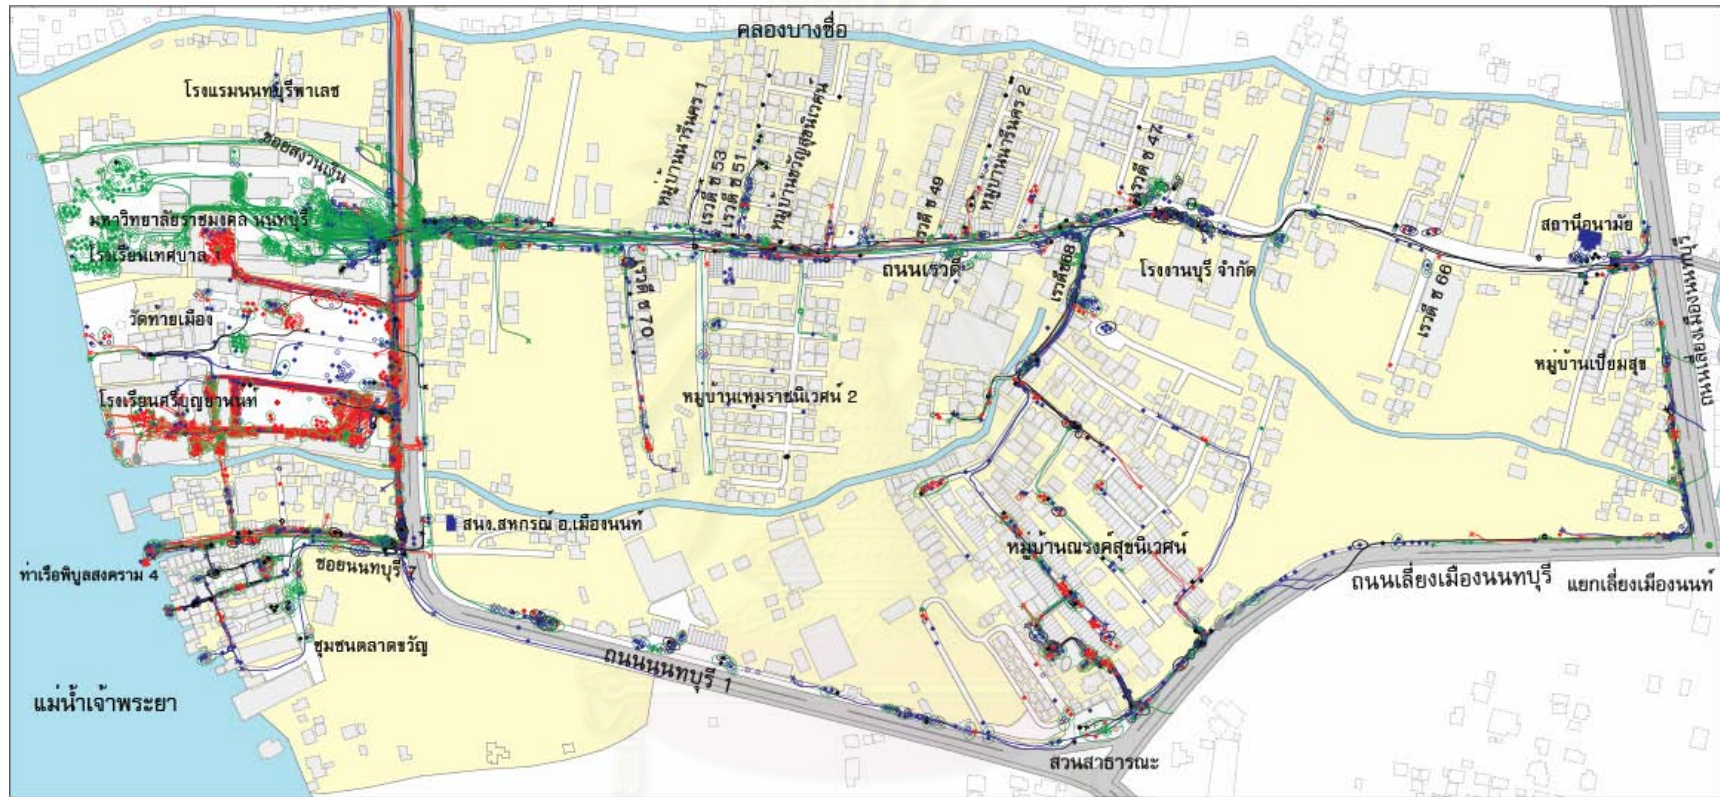 คลองบางซื่อ
โรงแรมนนทบุรีพาเลซ
ซอยสงวนเงิน
หมู่บ้านนารีนคร 1
เรวดี ซ 53
เรวดี ซ 51
หมู่บ้านขวัญสุขนิเวศน์
เรวดี ซ 49
หมู่บ้านนารีนคร 2
เรวดี ซ 47
มหาวิทยาลัยราชมงคล นนทบุรี
โรงเรียนเทศบาล 1
สถานีอนามัย
ถนนเรวดี
เรวดีซ68
โรงงานบุรี จำกัด
เรวดี ซ 66
เรวดี ซ 70
วัดท้ายเมือง
หมู่บ้านเปี่ยมสุข
โรงเรียนศรีบุญยานนท์
หมู่บ้านเทมราชนิเวศน์ 2
สนง.สหกรณ์ อ.เมืองนนท์
ท่าเรือพิบูลสงคราม 4
ซอยนนทบุรี 7
หมู่บ้านณรงค์สุขนิเวศน์
ถนนเลี่ยงเมืองนนทบุรี
แยกเลี่ยงเมืองนนท์
ชุมชนตลาดขวัญ
ถนนนนทบุรี 1
แม่น้ำเจ้าพระยา
สวนสาธารณะ